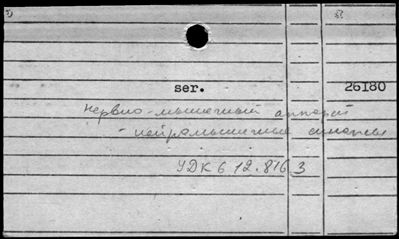 ser. 26180
нервно-мышечный аппарат
- нейромышечные синапсы
УДК 612.816.3